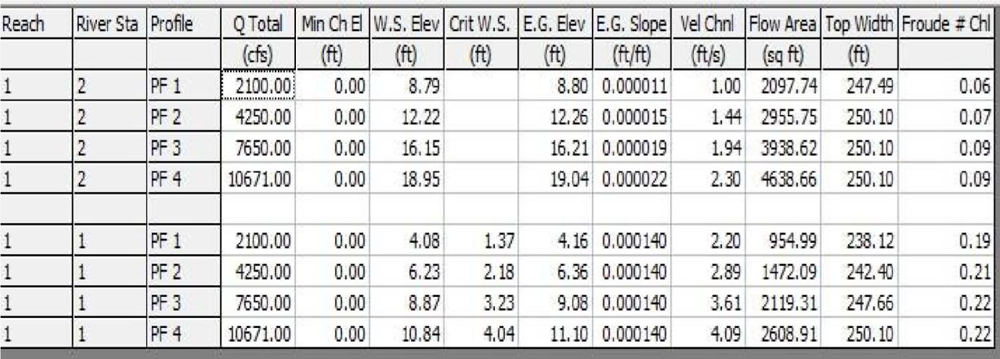 Reach River Sta Profile Q Total Min Ch El W.S. Elev Crit W.S. E.G. Elev E.G. Slope Vel Chnl Flow Area Top Width Froude # Chl
(cfs) (ft) (ft) (ft) (ft) (ft/ft) (ft/s) (sq ft) (ft)
1 2 PF 1 2100.00 0.00 8.79 8.80 0.000011 1.00 2097.74 247.49 0.06
1 2 PF 2 4250.00 0.00 12.22 12.26 0.000015 1.44 2955.75 250.10 0.07
1 2 PF 3 7650.00 0.00 16.15 16.21 0.000019 1.94 3938.62 250.10 0.09
1 2 PF 4 10671.00 0.00 18.95 19.04 0.000022 2.30 4638.66 250.10 0.09
1 1 PF 1 2100.00 0.00 4.08 1.37 4.16 0.000140 2.20 954.99 238.12 0.19
1 1 PF 2 4250.00 0.00 6.23 2.18 6.36 0.000140 2.89 1472.09 242.40 0.21
1 1 PF 3 7650.00 0.00 8.87 3.23 9.08 0.000140 3.61 2119.31 247.66 0.22
1 1 PF 4 10671.00 0.00 10.84 4.04 11.10 0.000140 4.09 2608.91 250.10 0.22